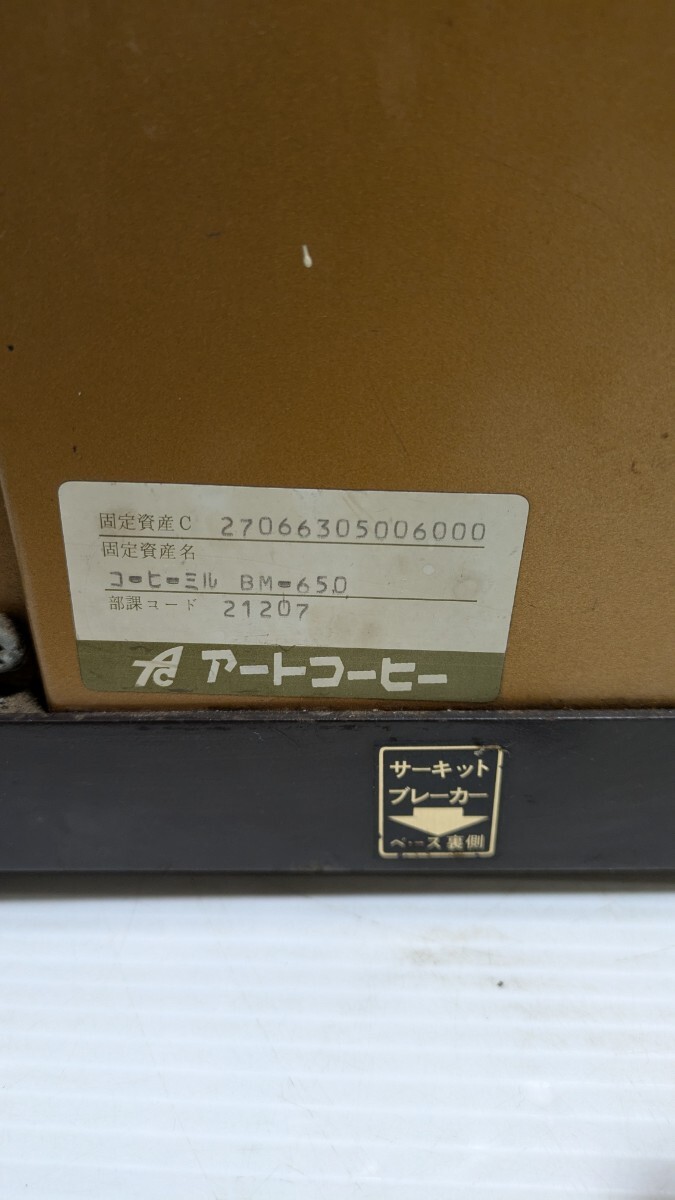 固定資産C 27066305006000
固定資産名
コーヒーミル BM-650
部課コード 21207
アートコーヒー
サーキット
ブレーカー
ベース裏側